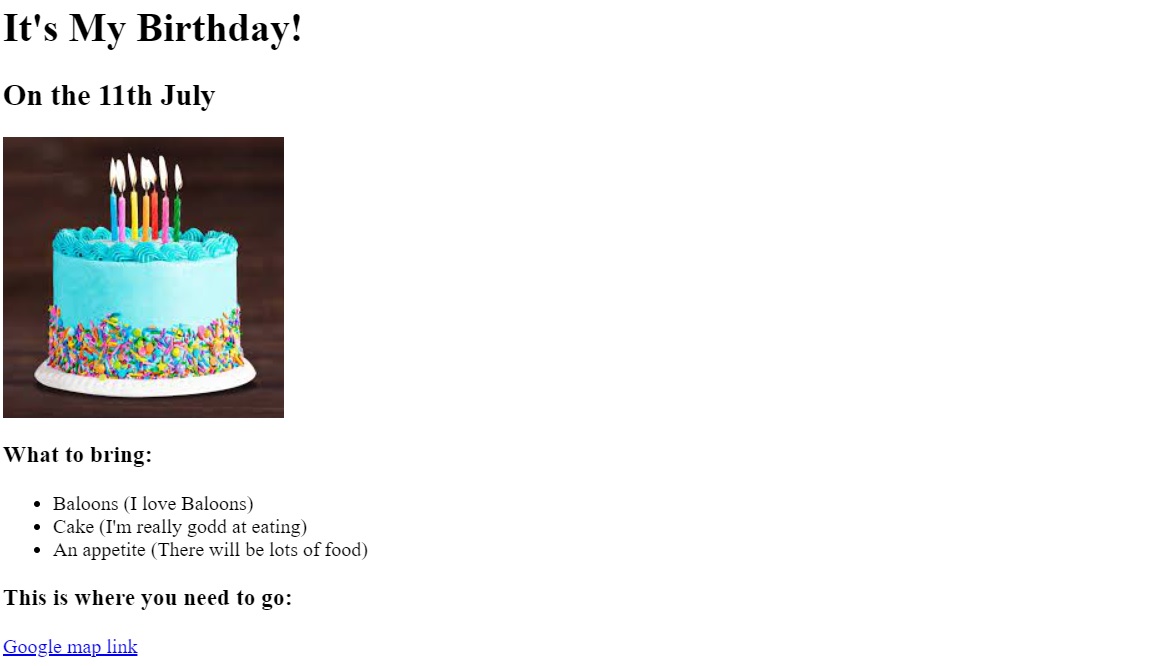 It's My Birthday!
On the 11th July
What to bring:
Baloons (I love Baloons)
Cake (I'm really godd at eating)
An appetite (There will be lots of food)
This is where you need to go:
Google map link